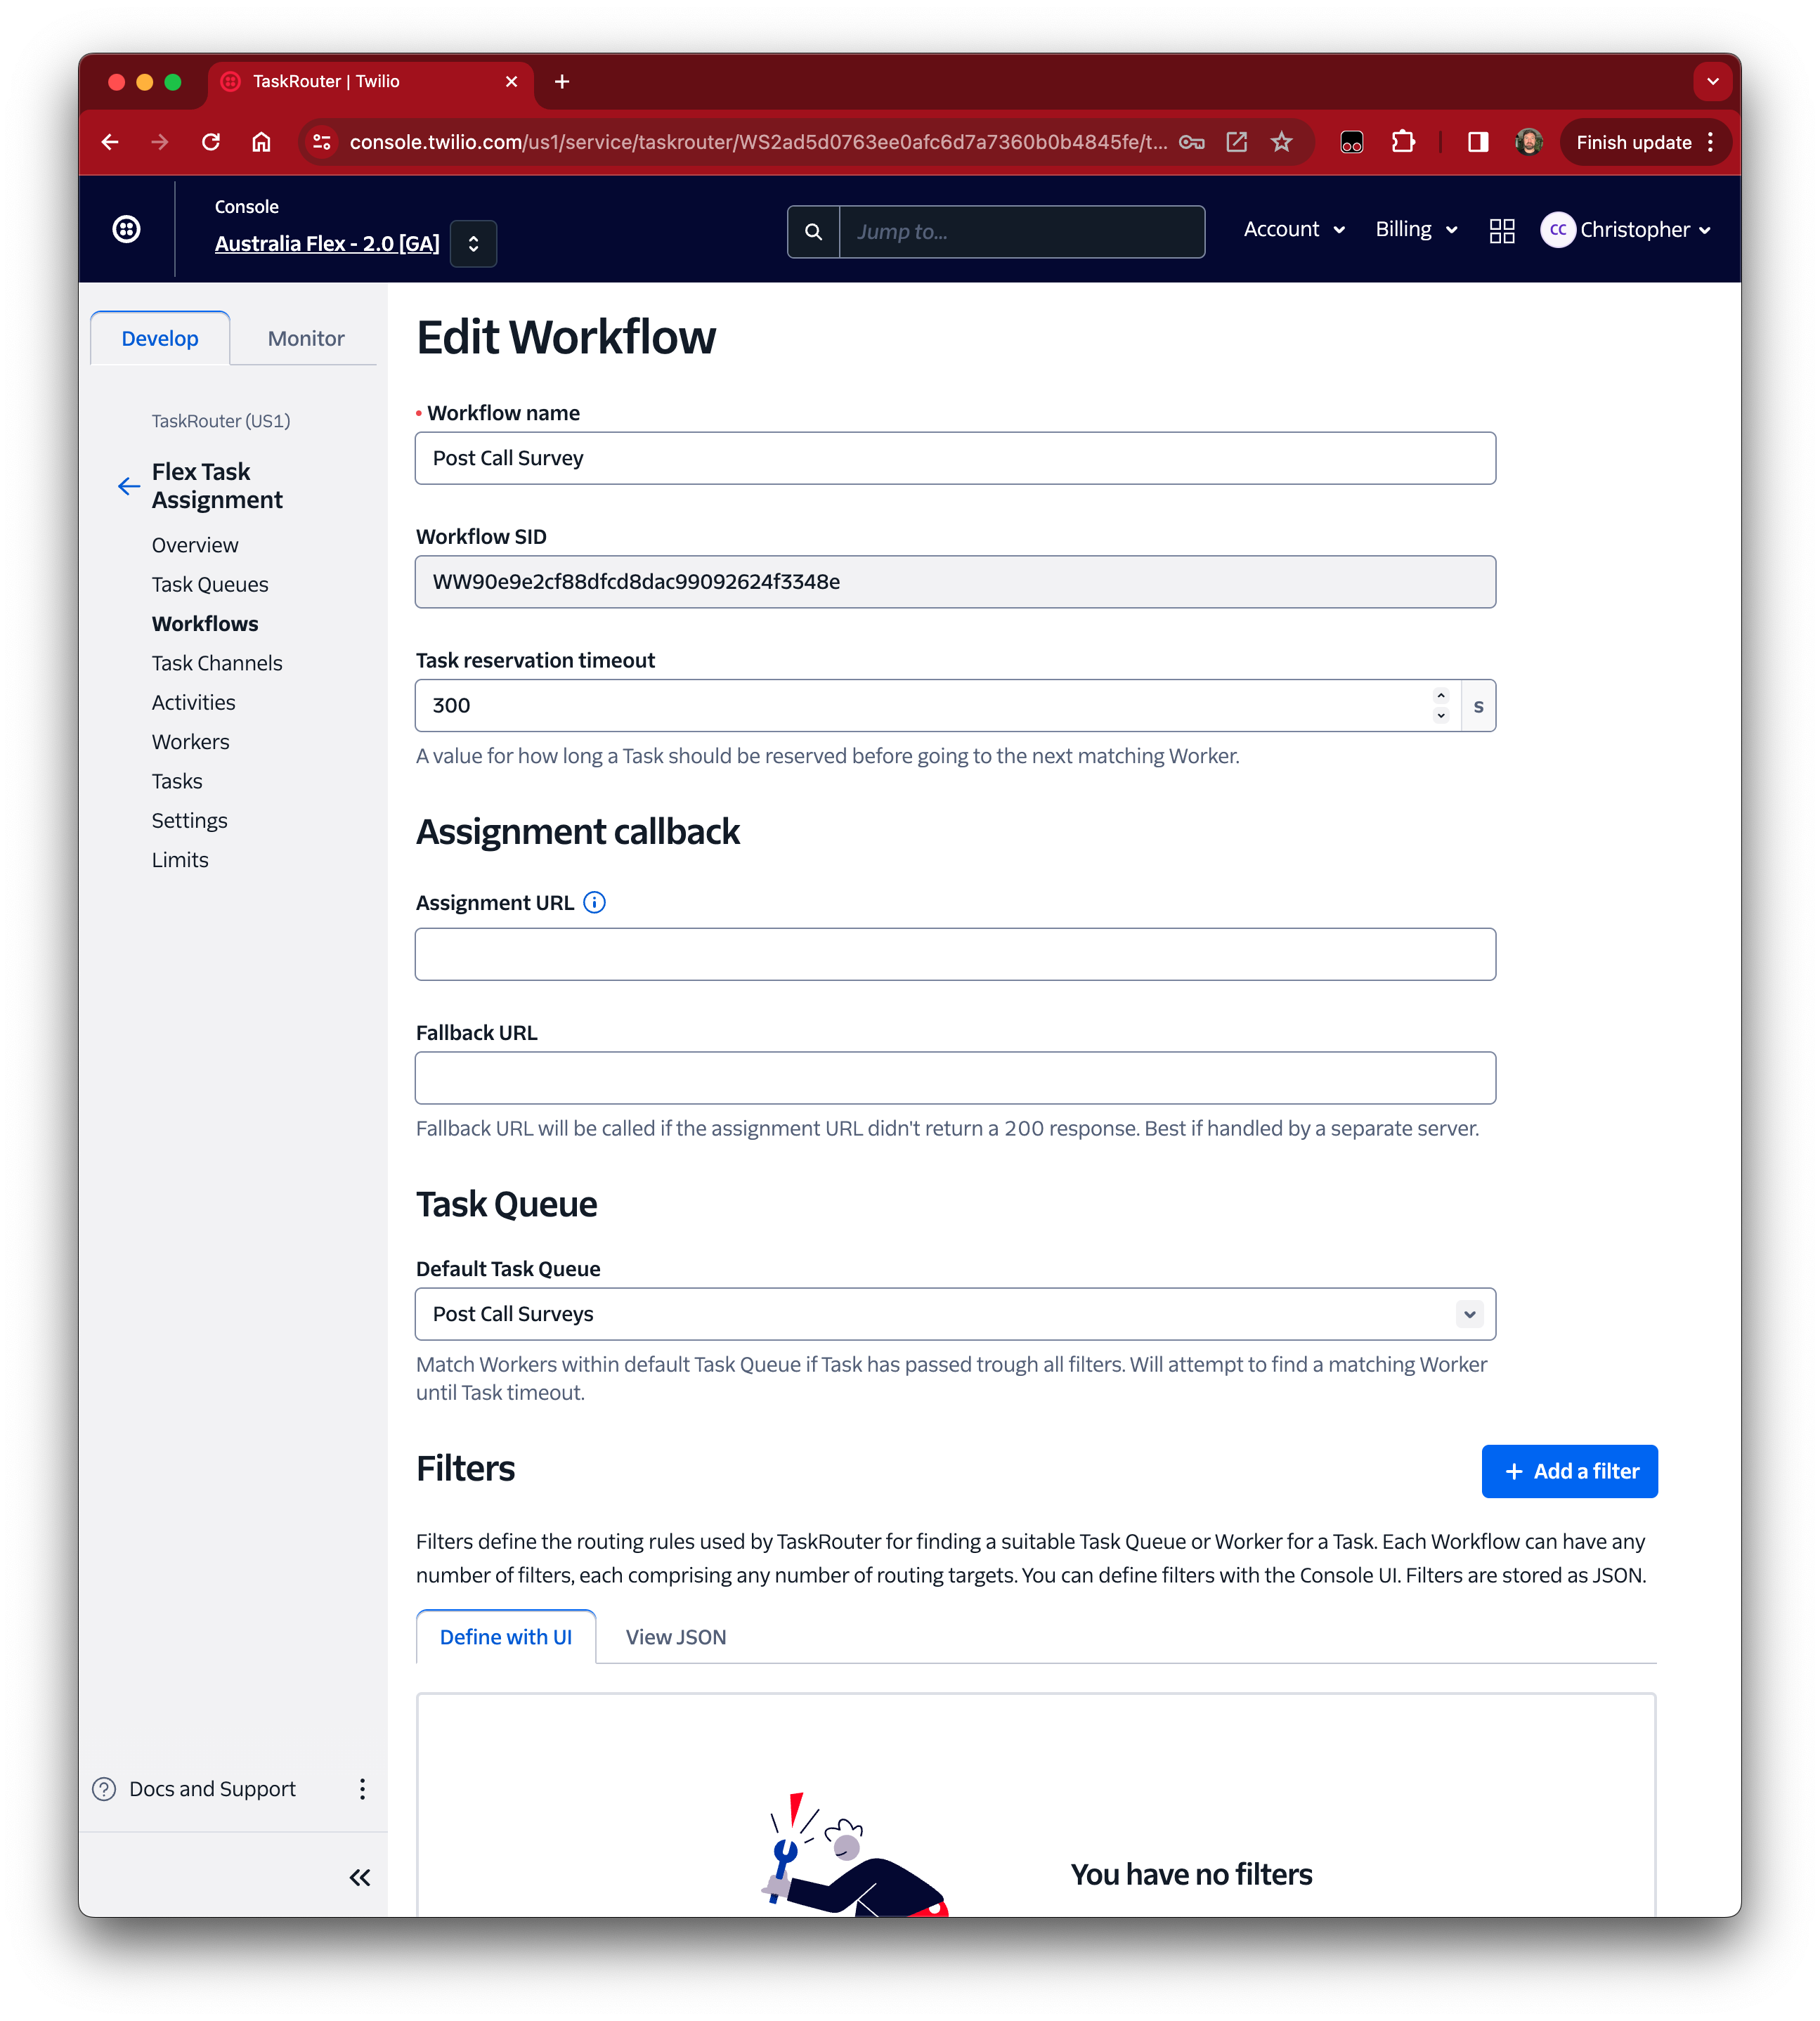 TaskRouter | Twilio
console.twilio.com/us1/service/taskrouter/WS2ad5d0763ee0afc6d7a7360b0b4845fe/t...
Finish update
Console
Australia Flex - 2.0 [GA]
Jump to...
Account
Billing
CC
Christopher
Develop
Monitor
TaskRouter (US1)
Flex Task
Assignment
Overview
Task Queues
Workflows
Task Channels
Activities
Workers
Tasks
Settings
Limits
Docs and Support
Edit Workflow
Workflow name
Post Call Survey
Workflow SID
WW90e9e2cf88dfcd8dac99092624f3348e
Task reservation timeout
300
s
A value for how long a Task should be reserved before going to the next matching Worker.
Assignment callback
Assignment URL
Fallback URL
Fallback URL will be called if the assignment URL didn't return a 200 response. Best if handled by a separate server.
Task Queue
Default Task Queue
Post Call Surveys
Match Workers within default Task Queue if Task has passed trough all filters. Will attempt to find a matching Worker
until Task timeout.
Filters
+ Add a filter
Filters define the routing rules used by TaskRouter for finding a suitable Task Queue or Worker for a Task. Each Workflow can have any
number of filters, each comprising any number of routing targets. You can define filters with the Console UI. Filters are stored as JSON.
Define with UI
View JSON
You have no filters